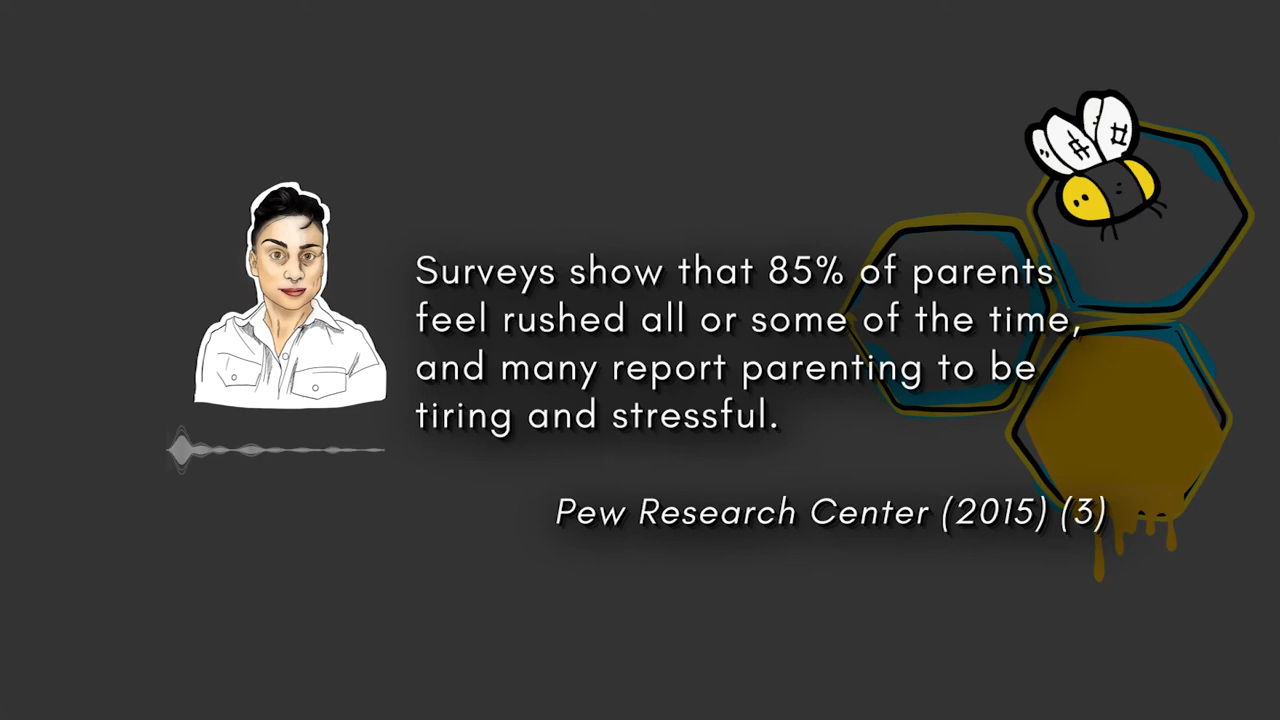 Surveys show that 85% of parents
feel rushed all or some of the time,
and many report parenting to be
tiring and stressful.
Pew Research Center (2015) (3)